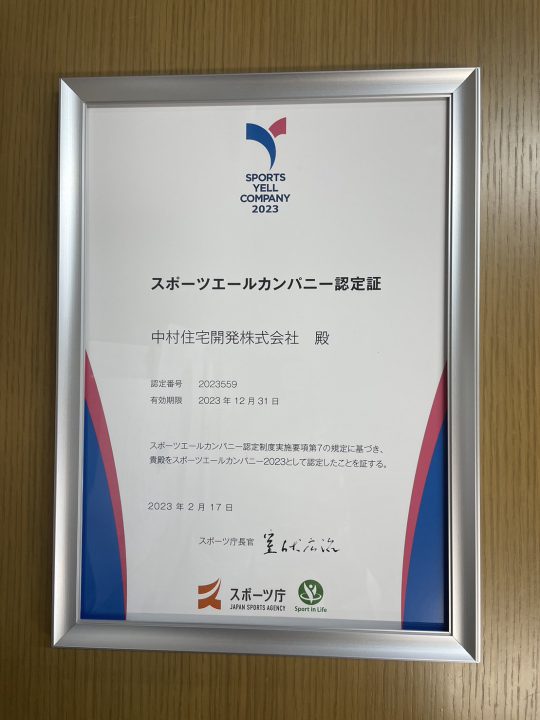 SPORTS
YELL
COMPANY
2023
スポーツエールカンパニー認定証
中村住宅開発株式会社　殿
認定番号　2023559
有効期限　2023 年 12 月 31 日
スポーツエールカンパニー認定制度実施要項第7の規定に基づき、
貴殿をスポーツエールカンパニー2023として認定したことを証する。
2023 年 2 月 17 日
スポーツ庁長官　室伏広治
スポーツ庁
JAPAN SPORTS AGENCY
Sport in Life